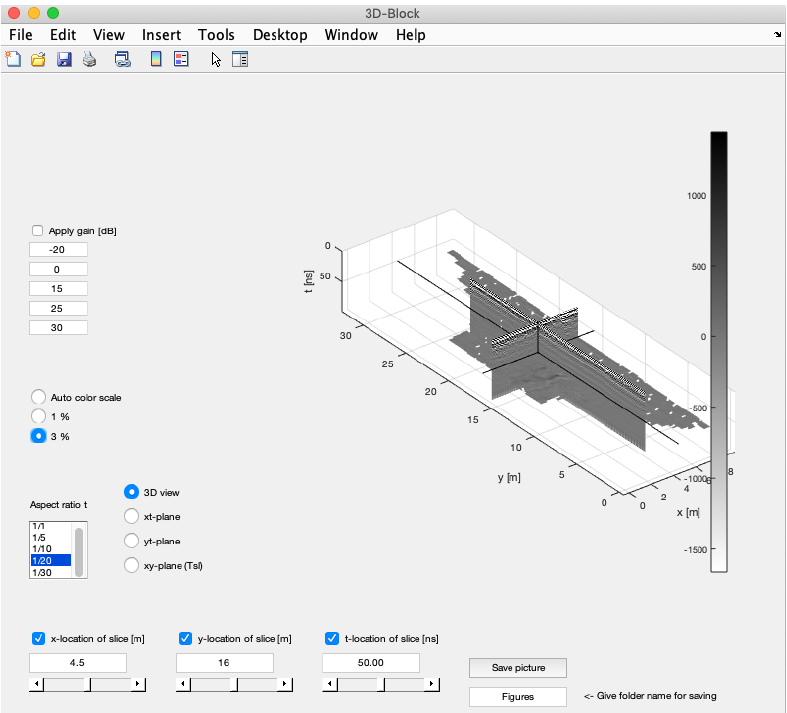 3D-Block
File Edit View Insert Tools Desktop Window Help
Apply gain [dB]
-20
0
15
25
30
Auto color scale
1 %
3 %
Aspect ratio t
1/1
1/5
1/10
1/20
1/30
3D view
xt-plane
yt-plane
xy-plane (Tsl)
x-location of slice [m]
4.5
y-location of slice [m]
16
t-location of slice [ns]
50.00
Save picture
Figures
<- Give folder name for saving
t [ns]
0
50
30
25
20
15
10
5
0
y [m]
0
2
4
6
8
x [m]
1000
500
0
-500
-1000
-1500